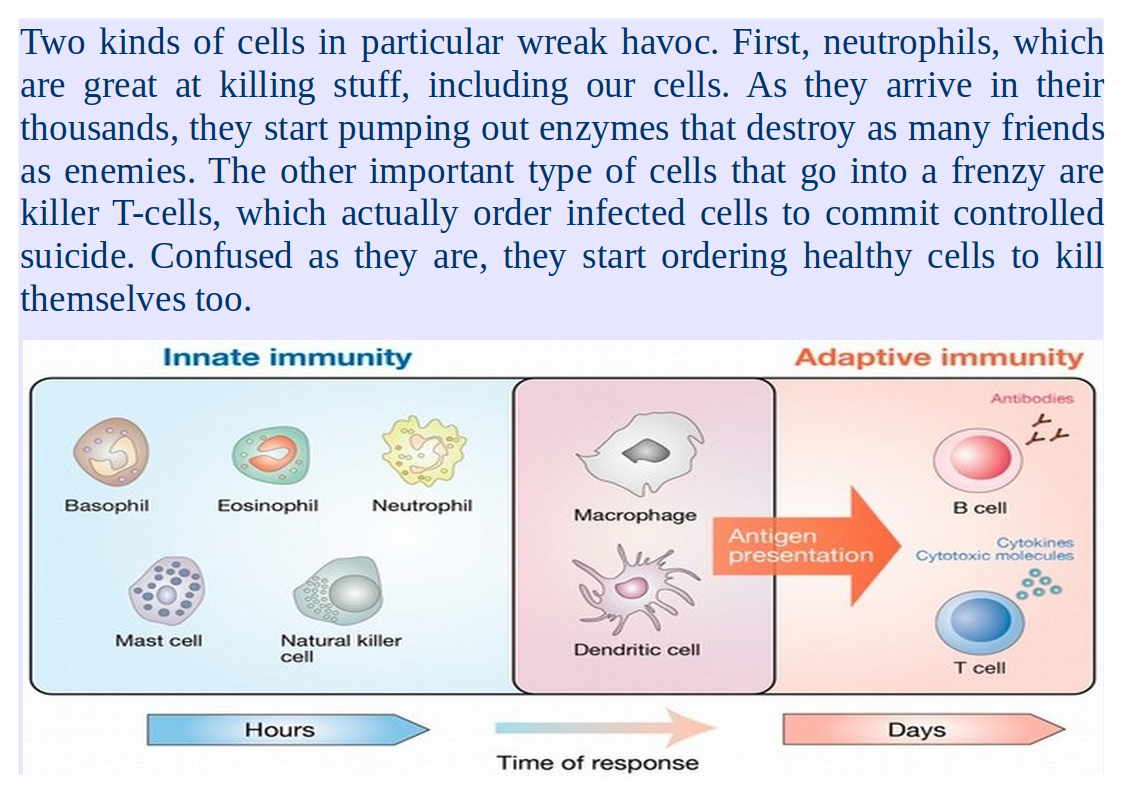 Two kinds of cells in particular wreak havoc. First, neutrophils, which
are great at killing stuff, including our cells. As they arrive in their
thousands, they start pumping out enzymes that destroy as many friends
as enemies. The other important type of cells that go into a frenzy are
killer T-cells, which actually order infected cells to commit controlled
suicide. Confused as they are, they start ordering healthy cells to kill
themselves too.
Innate immunity
Adaptive immunity
Antibodies
Basophil
Eosinophil
Neutrophil
Macrophage
B cell
Antigen
presentation
Cytokines
Cytotoxic molecules
Mast cell
Natural killer
cell
Dendritic cell
T cell
Hours
Days
Time of response